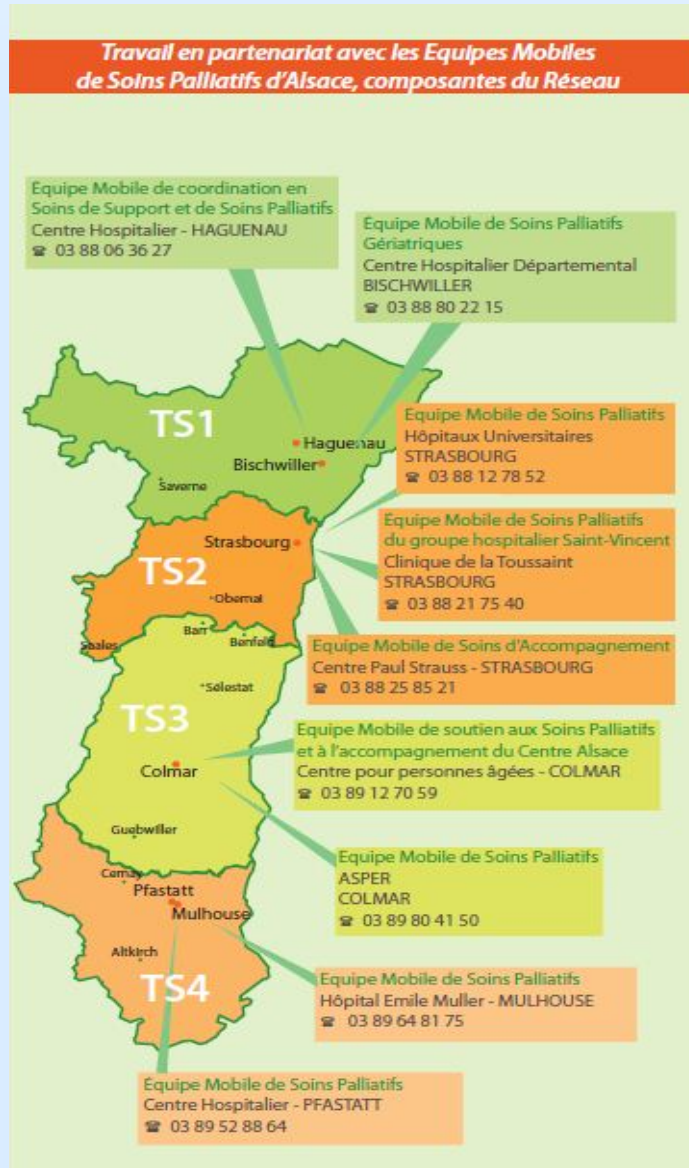 Travail en partenariat avec les Equipes Mobiles
de Soins Palliatifs d'Alsace, composantes du Réseau
Equipe Mobile de coordination en
Soins de Support et de Soins Palliatifs
Centre Hospitalier - HAGUENAU
☎ 03 88 06 36 27
Equipe Mobile de Soins Palliatifs
Gériatriques
Centre Hospitalier Départemental
BISCHWILLER
☎ 03 88 80 22 15
TS1
Haguenau
Bischwiller
Saverne
Equipe Mobile de Soins Palliatifs
Hôpitaux Universitaires
STRASBOURG
☎ 03 88 12 78 52
Strasbourg
TS2
Obernai
Barr
Benfeld
Saales
Equipe Mobile de Soins Palliatifs
du groupe hospitalier Saint-Vincent
Clinique de la Toussaint
STRASBOURG
☎ 03 88 21 75 40
Equipe Mobile de Soins d'Accompagnement
Centre Paul Strauss - STRASBOURG
☎ 03 88 25 85 21
Sélestat
TS3
Colmar
Guebwiller
Equipe Mobile de soutien aux Soins Palliatifs
et à l'accompagnement du Centre Alsace
Centre pour personnes âgées - COLMAR
☎ 03 89 12 70 59
Equipe Mobile de Soins Palliatifs
ASPER
COLMAR
☎ 03 89 80 41 50
Cernay
Pfastatt
Mulhouse
Altkirch
TS4
Equipe Mobile de Soins Palliatifs
Hôpital Emile Muller - MULHOUSE
☎ 03 89 64 81 75
Equipe Mobile de Soins Palliatifs
Centre Hospitalier - PFASTATT
☎ 03 89 52 88 64